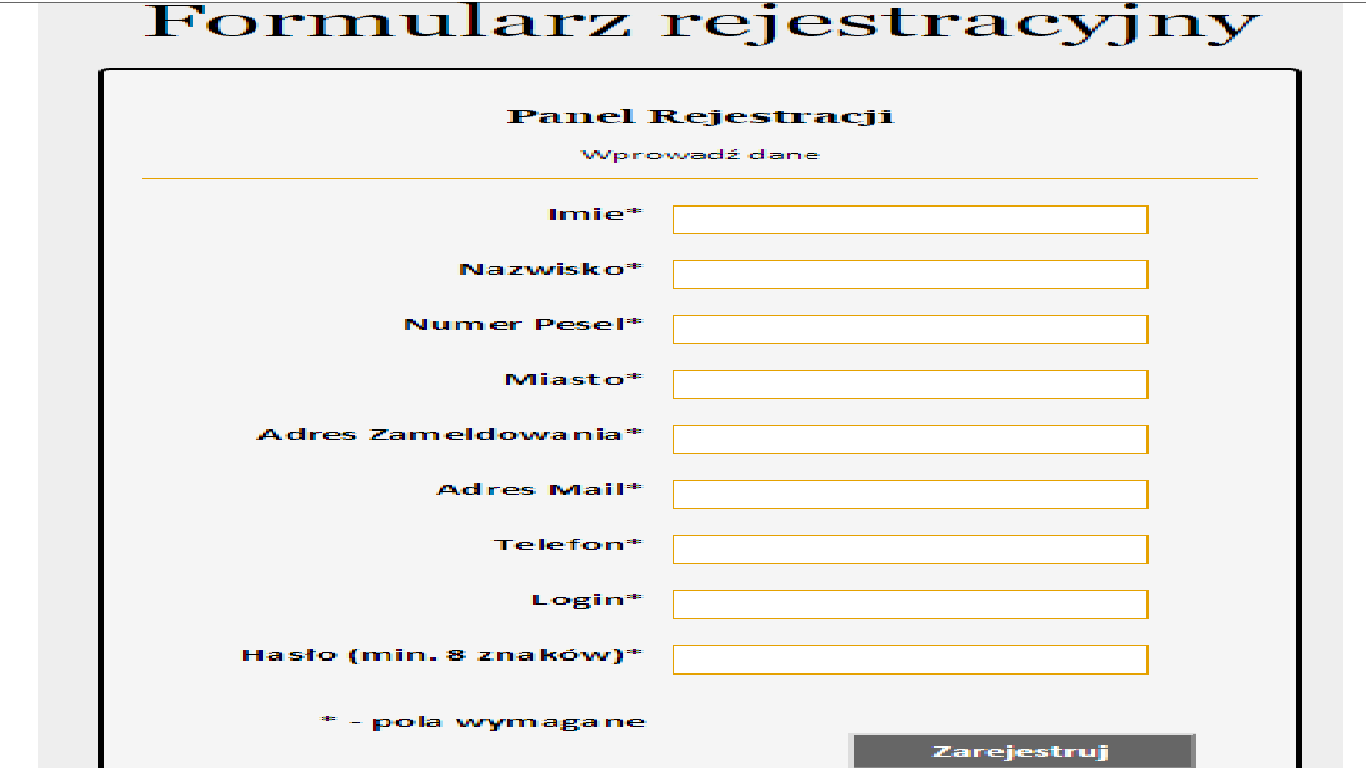 Formularz rejestracyjny
Panel Rejestracji
Wprowadź dane
Imie*
Nazwisko*
Numer Pesel*
Miasto*
Adres Zameldowania*
Adres Mail*
Telefon*
Login*
Hasło (min. 8 znaków)*
* - pola wymagane
Zarejestruj